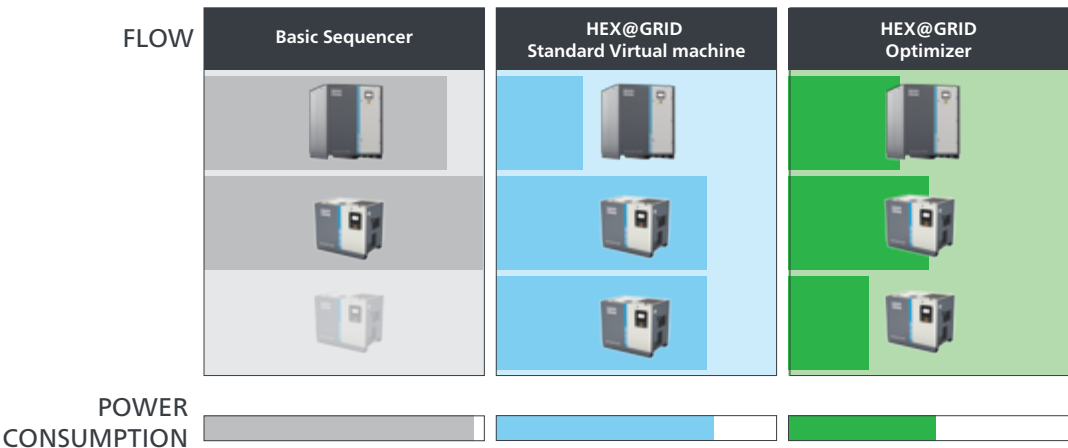 FLOW
Basic Sequencer
HEX@GRID
Standard Virtual machine
HEX@GRID
Optimizer
POWER
CONSUMPTION